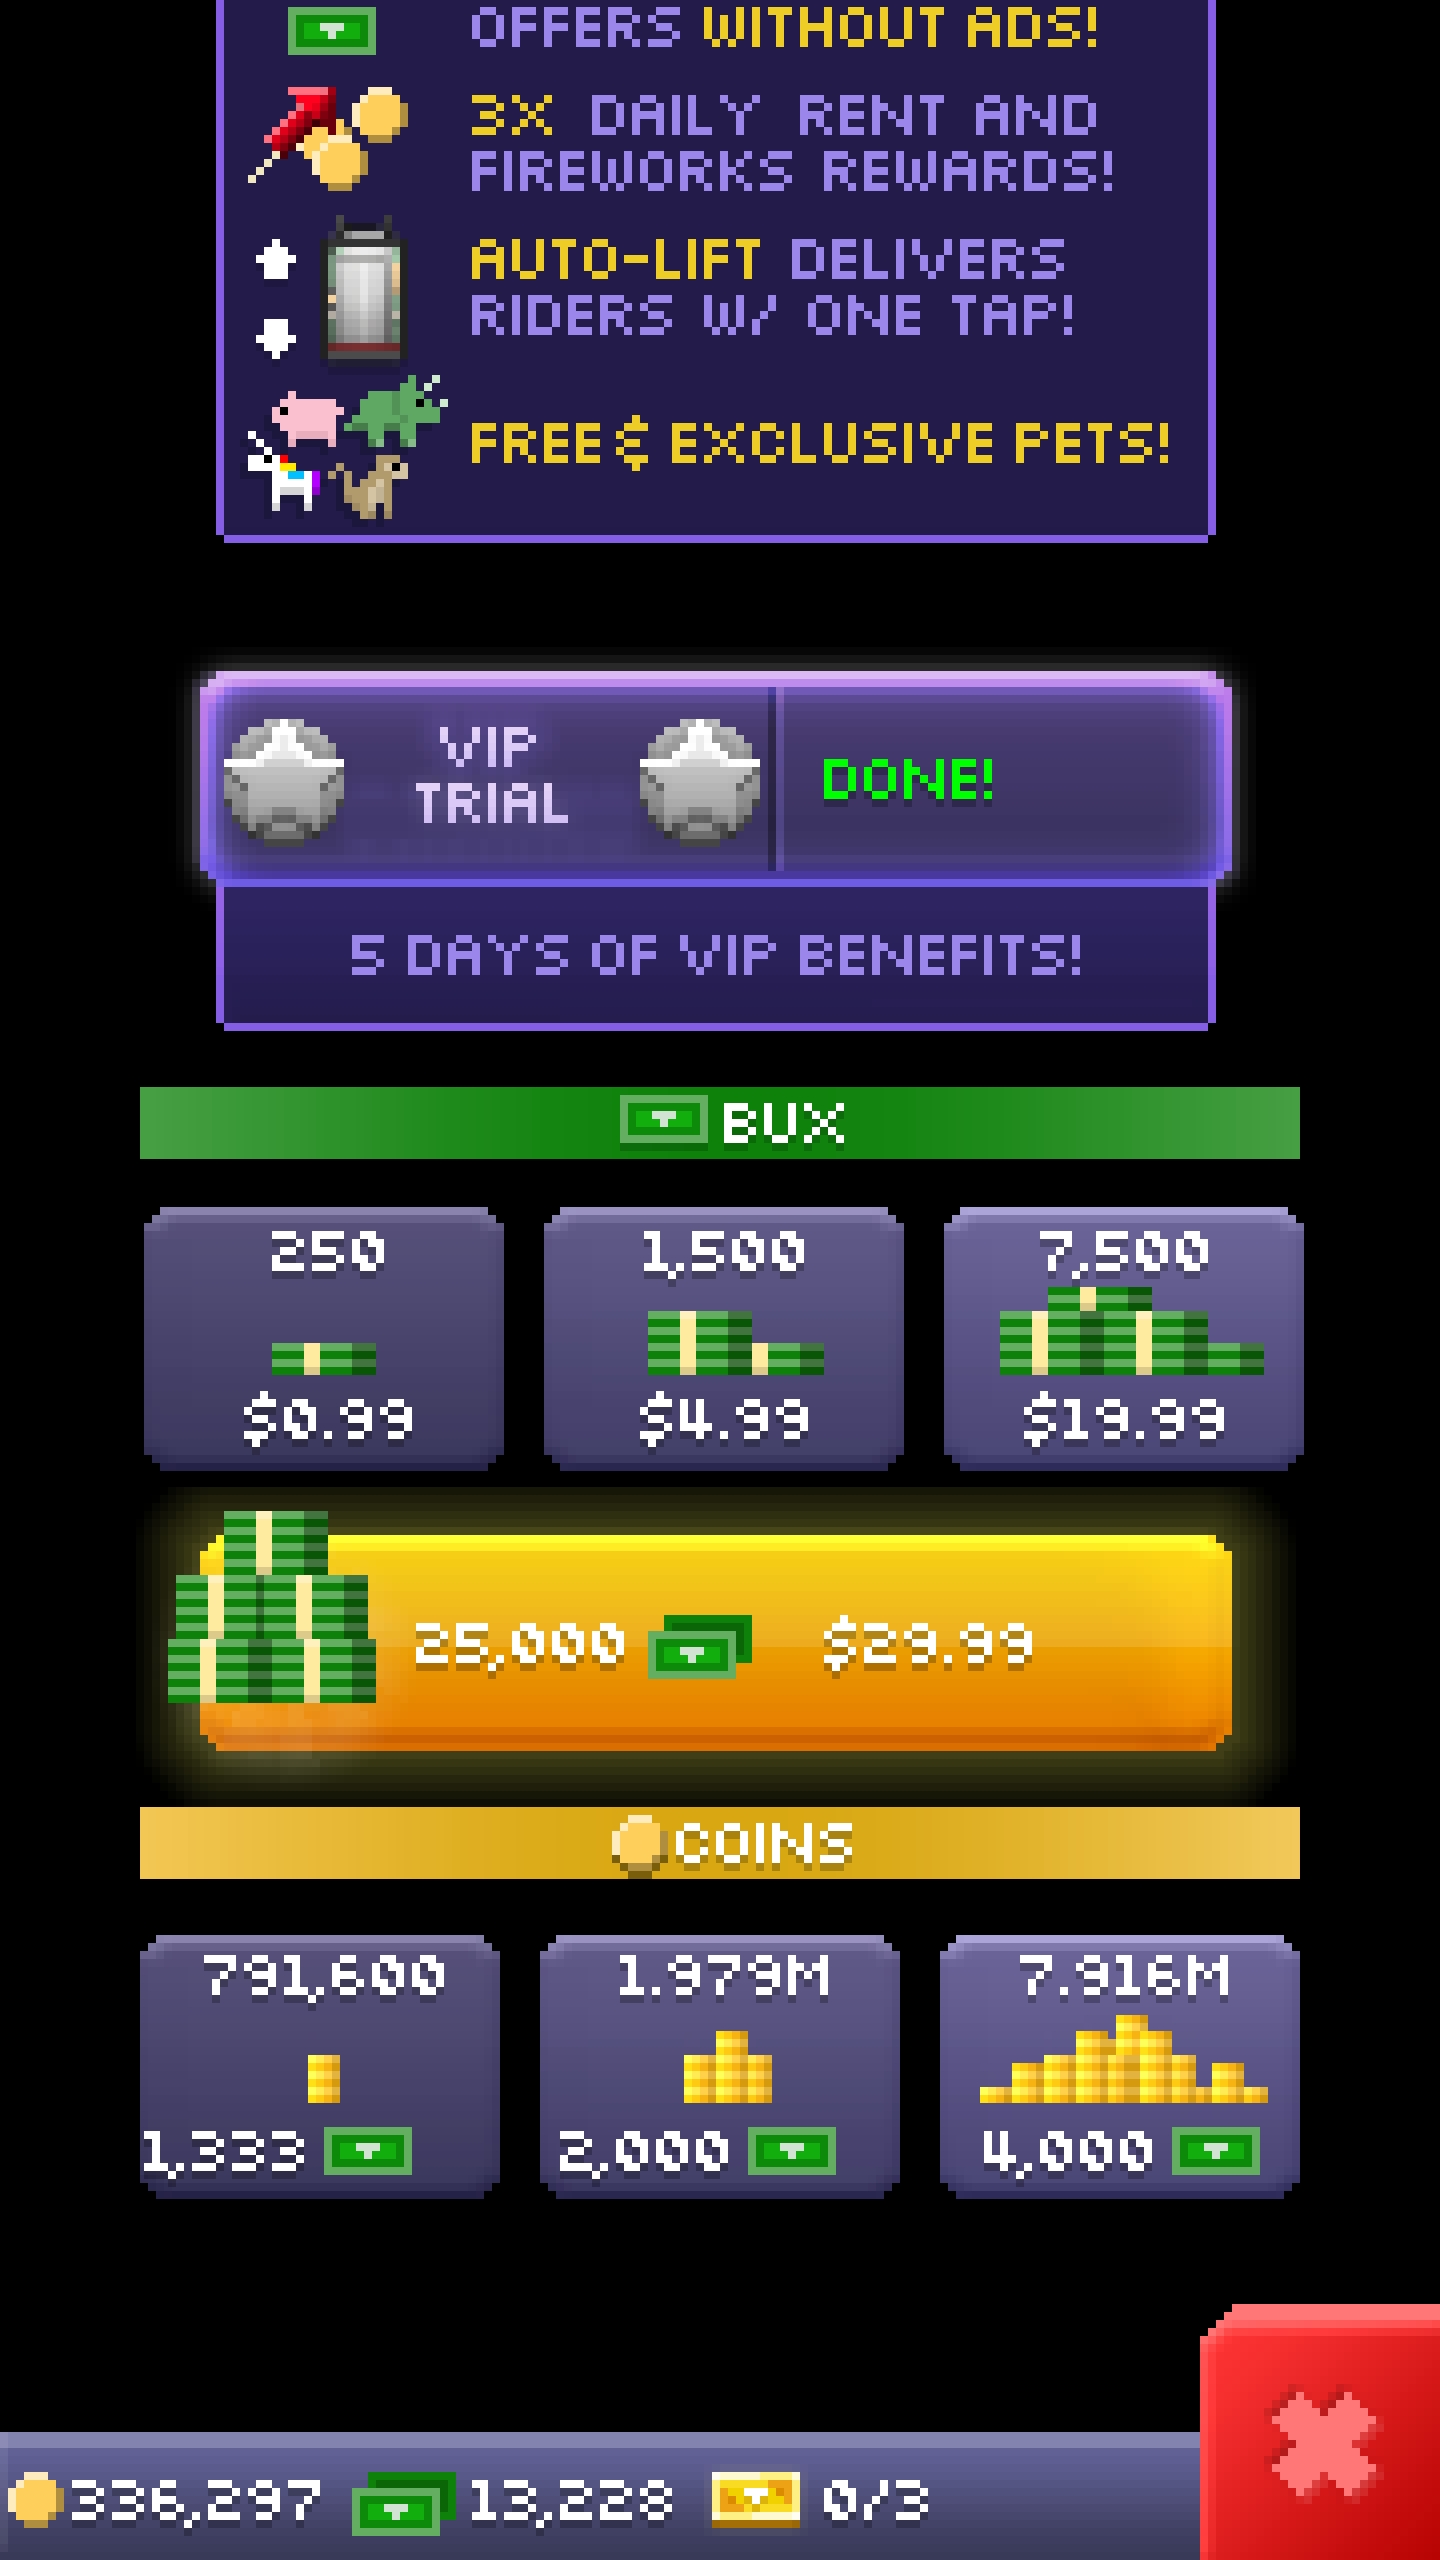 OFFERS WITHOUT ADS!
3X DAILY RENT AND
FIREWORKS REWARDS!
AUTO-LIFT DELIVERS
RIDERS W/ ONE TAP!
FREE & EXCLUSIVE PETS!
VIP
TRIAL
DONE!
5 DAYS OF VIP BENEFITS!
BUX
250
$0.99
1,500
$4.99
7,500
$19.99
25,000
$29.99
COINS
791,600
1,333
1.979M
2,000
7.916M
4,000
336,297 13,228 0/3